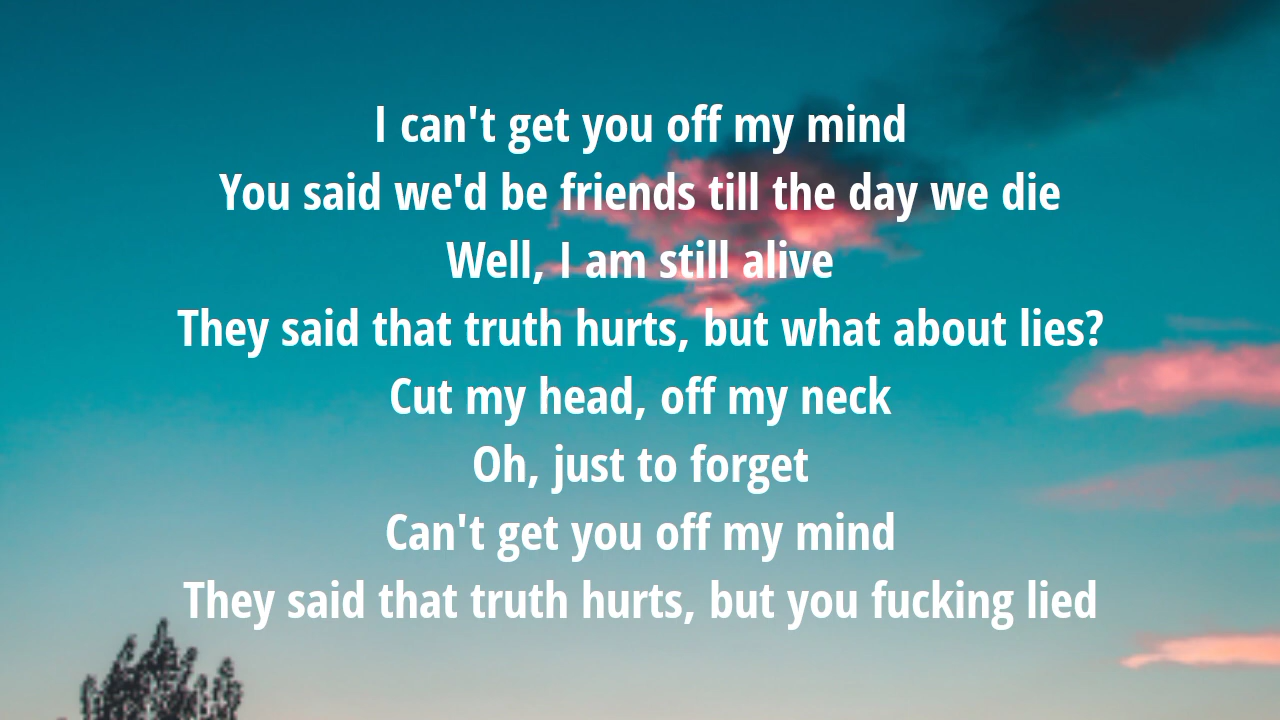 I can't get you off my mind
You said we'd be friends till the day we die
Well, I am still alive
They said that truth hurts, but what about lies?
Cut my head, off my neck
Oh, just to forget
Can't get you off my mind
They said that truth hurts, but you fucking lied